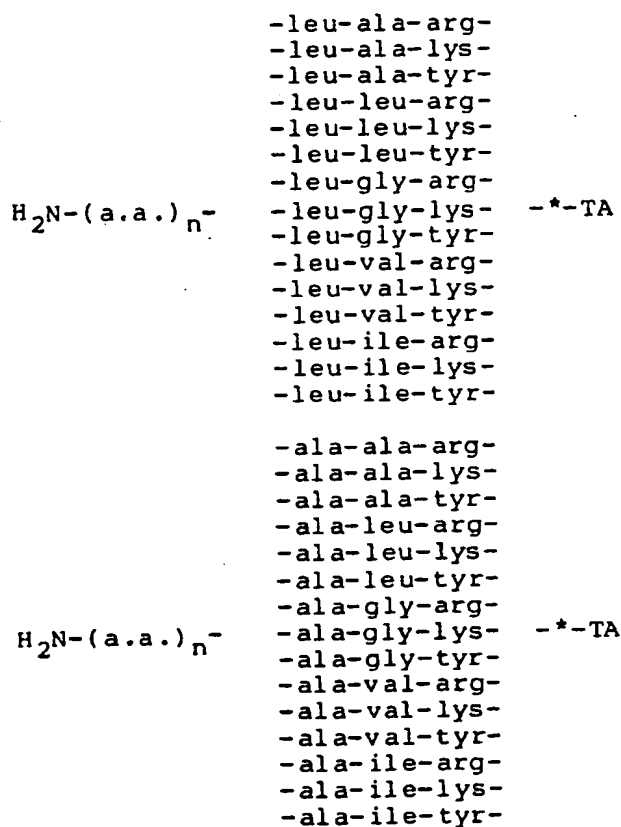 -leu-ala-arg-
-leu-ala-lys-
-leu-ala-tyr-
-leu-leu-arg-
-leu-leu-lys-
-leu-leu-tyr-
-leu-gly-arg-
H2N-(a.a.)n- -leu-gly-lys- -*-TA
-leu-gly-tyr-
-leu-val-arg-
-leu-val-lys-
-leu-val-tyr-
-leu-ile-arg-
-leu-ile-lys-
-leu-ile-tyr-
-ala-ala-arg-
-ala-ala-lys-
-ala-ala-tyr-
-ala-leu-arg-
-ala-leu-lys-
-ala-leu-tyr-
-ala-gly-arg-
H2N-(a.a.)n- -ala-gly-lys- -*-TA
-ala-gly-tyr-
-ala-val-arg-
-ala-val-lys-
-ala-val-tyr-
-ala-ile-arg-
-ala-ile-lys-
-ala-ile-tyr-